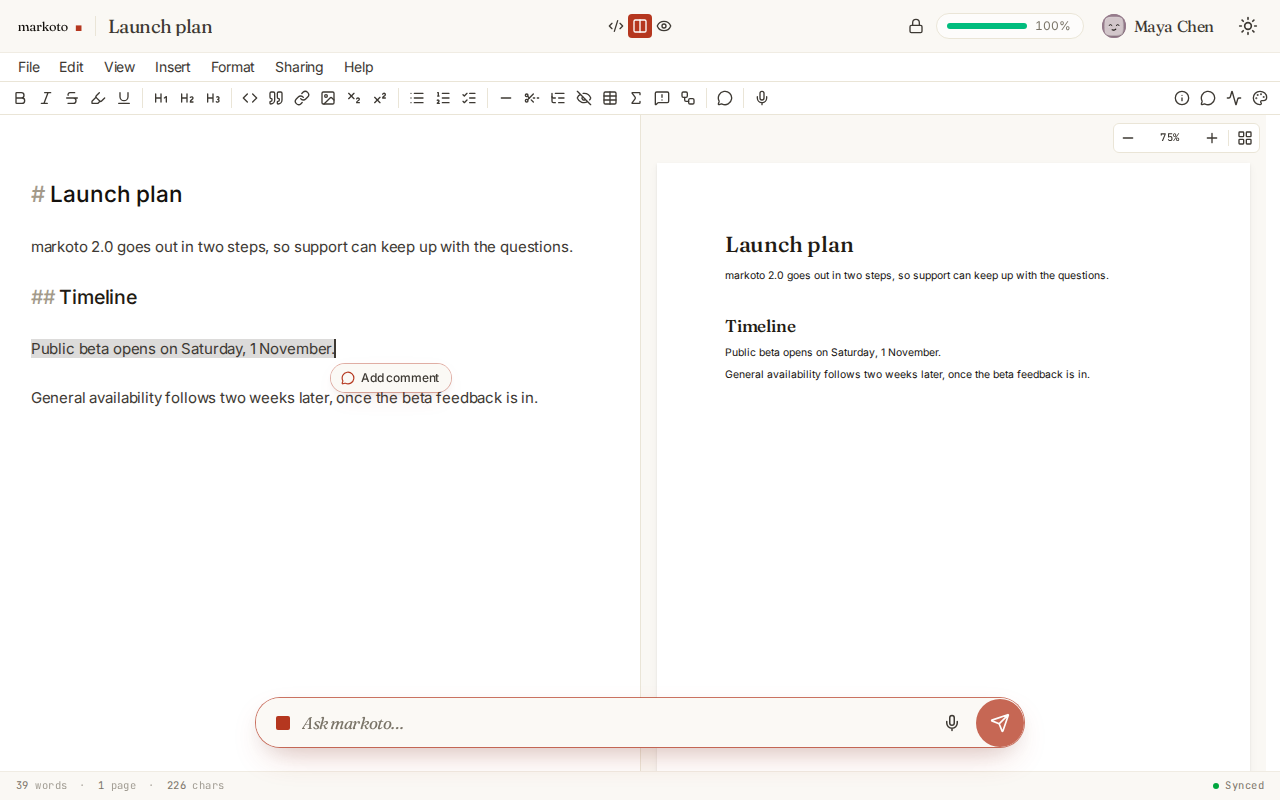 markoto
Launch plan
100%
Maya Chen
File Edit View Insert Format Sharing Help
H1 H2 H3
75%
# Launch plan
markoto 2.0 goes out in two steps, so support can keep up with the questions.
## Timeline
Public beta opens on Saturday, 1 November.
Add comment
General availability follows two weeks later, once the beta feedback is in.
Launch plan
markoto 2.0 goes out in two steps, so support can keep up with the questions.
Timeline
Public beta opens on Saturday, 1 November.
General availability follows two weeks later, once the beta feedback is in.
Ask markoto...
39 words · 1 page · 226 chars
Synced